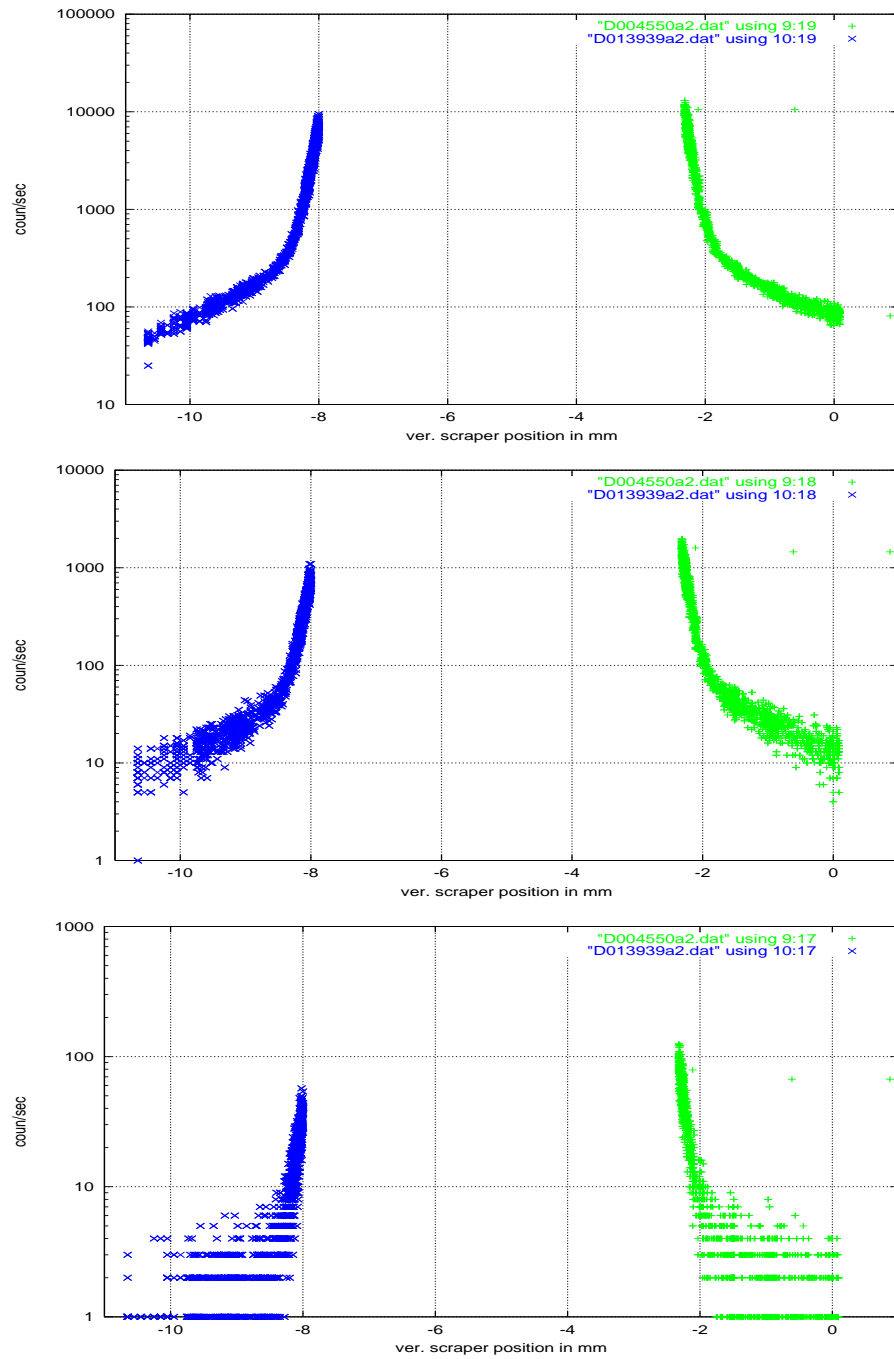 100000
10000
1000
100
10
coun/sec
"D004550a2.dat" using 9:19
"D013939a2.dat" using 10:19
-10 -8 -6 -4 -2 0
ver. scraper position in mm
10000
1000
100
10
1
coun/sec
"D004550a2.dat" using 9:18
"D013939a2.dat" using 10:18
-10 -8 -6 -4 -2 0
ver. scraper position in mm
1000
100
10
1
coun/sec
"D004550a2.dat" using 9:17
"D013939a2.dat" using 10:17
-10 -8 -6 -4 -2 0
ver. scraper position in mm